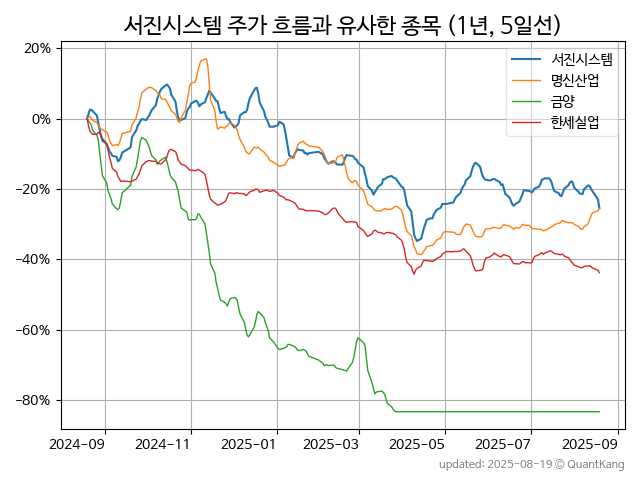 서진시스템 주가 흐름과 유사한 종목 (1년, 5일선)
20%
0%
−20%
−40%
−60%
−80%
서진시스템
명신산업
금양
한세실업
2024-09
2024-11
2025-01
2025-03
2025-05
2025-07
2025-09
updated: 2025-08-19 © QuantKang